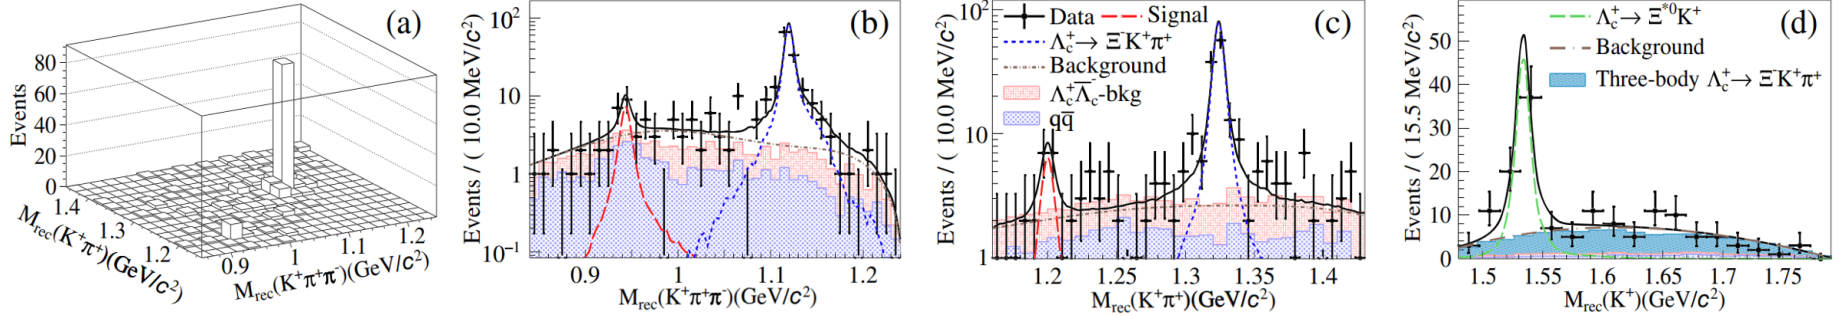 (a)
Events
80
60
40
20
0
1.4
1.3
1.2
M_rec(K⁺π⁺)(GeV/c²)
0.9
1
1.1
1.2
M_rec(K⁺π⁺π⁻)(GeV/c²)
(b)
Events / ( 10.0 MeV/c²)
10²
10
1
10⁻¹
0.9
1
1.1
1.2
M_rec(K⁺π⁺π⁻)(GeV/c²)
(c)
Data
Signal
Λc⁺→ Ξ⁻K⁺π⁺
Background
Λc⁺Λ̅c⁻-bkg
qq̅
Events / ( 10.0 MeV/c²)
10²
10
1
1.2
1.25
1.3
1.35
1.4
M_rec(K⁺π⁺)(GeV/c²)
(d)
Λc⁺→ Ξ*⁰K⁺
Background
Three-body Λc⁺→ Ξ⁻K⁺π⁺
Events / ( 15.5 MeV/c²)
50
40
30
20
10
0
1.5
1.55
1.6
1.65
1.7
1.75
M_rec(K⁺)(GeV/c²)